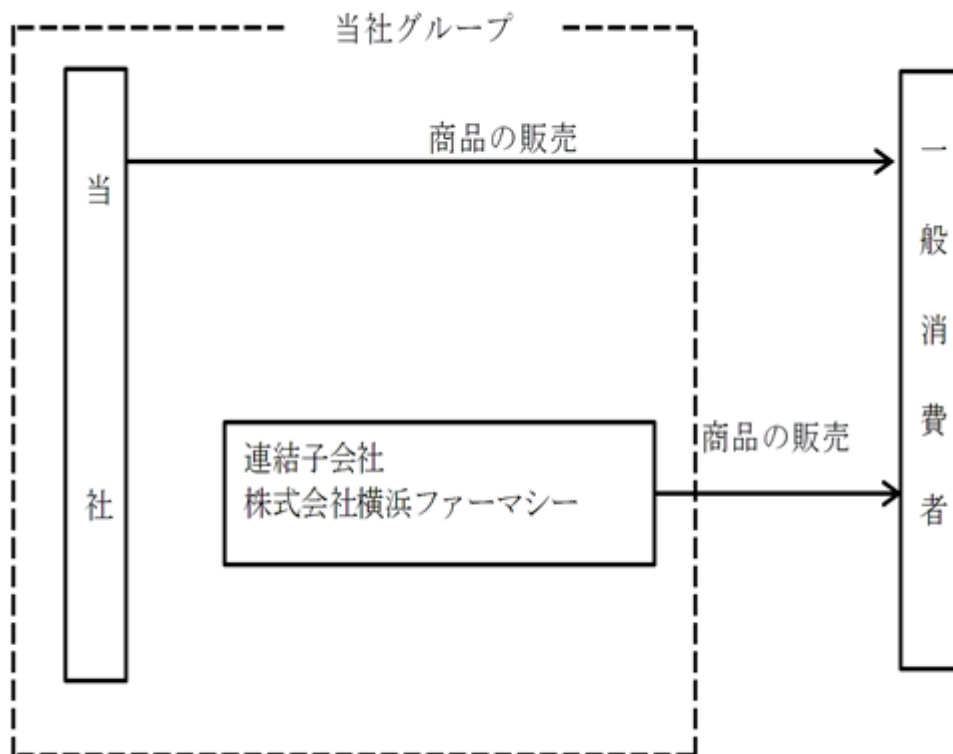 当社グループ
当社
商品の販売
一般消費者
連結子会社
株式会社横浜ファーマシー
商品の販売